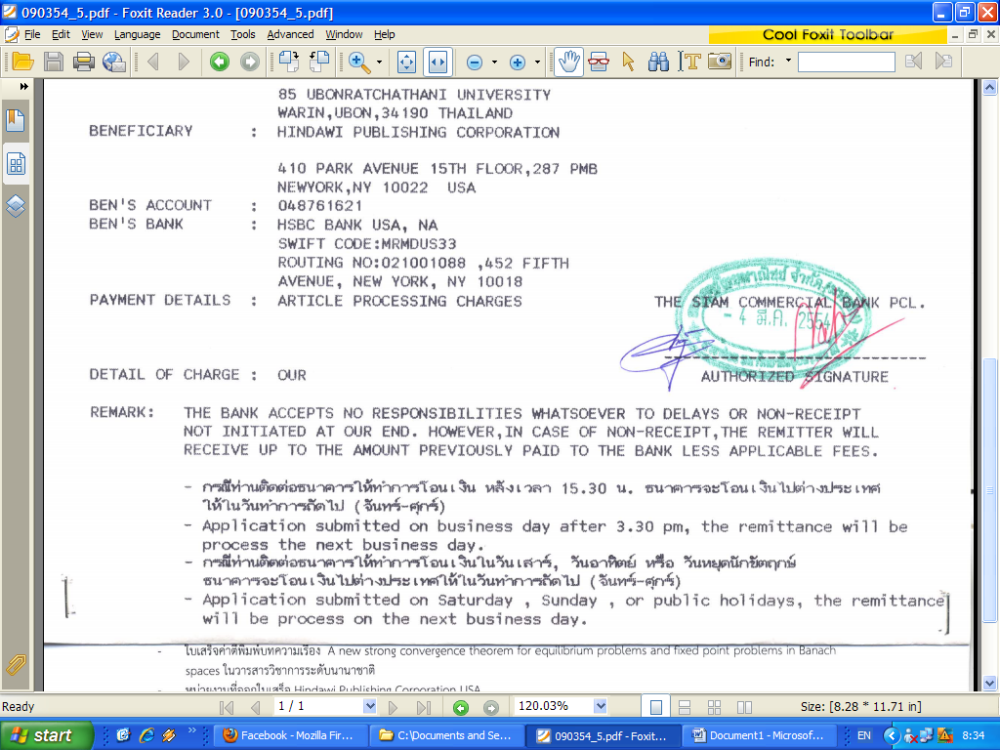 090354_5.pdf - Foxit Reader 3.0 - [090354_5.pdf]
File Edit View Language Document Tools Advanced Window Help
Cool Foxit Toolbar
Find:
85 UBONRATCHATHANI UNIVERSITY
WARIN,UBON,34190 THAILAND
BENEFICIARY : HINDAWI PUBLISHING CORPORATION
410 PARK AVENUE 15TH FLOOR,287 PMB
NEWYORK,NY 10022 USA
BEN'S ACCOUNT : 048761621
BEN'S BANK : HSBC BANK USA, NA
SWIFT CODE:MRMDUS33
ROUTING NO:021001088 ,452 FIFTH
AVENUE, NEW YORK, NY 10018
PAYMENT DETAILS : ARTICLE PROCESSING CHARGES
THE SIAM COMMERCIAL BANK PCL.
- 4 มี.ค. 2554
AUTHORIZED SIGNATURE
DETAIL OF CHARGE : OUR
REMARK: THE BANK ACCEPTS NO RESPONSIBILITIES WHATSOEVER TO DELAYS OR NON-RECEIPT
NOT INITIATED AT OUR END. HOWEVER,IN CASE OF NON-RECEIPT,THE REMITTER WILL
RECEIVE UP TO THE AMOUNT PREVIOUSLY PAID TO THE BANK LESS APPLICABLE FEES.
- กรณีท่านติดต่อธนาคารให้ทำการโอนเงิน หลังเวลา 15.30 น. ธนาคารจะโอนเงินไปต่างประเทศ
ให้ในวันทำการถัดไป (จันทร์-ศุกร์)
- Application submitted on business day after 3.30 pm, the remittance will be
process the next business day.
- กรณีท่านติดต่อธนาคารให้ทำการโอนเงินในวันเสาร์, วันอาทิตย์ หรือ วันหยุดนักขัตฤกษ์
ธนาคารจะโอนเงินไปต่างประเทศให้ในวันทำการถัดไป (จันทร์-ศุกร์)
- Application submitted on Saturday , Sunday , or public holidays, the remittance
will be process on the next business day.
- ใบเสร็จค่าตีพิมพ์บทความเรื่อง A new strong convergence theorem for equilibrium problems and fixed point problems in Banach
spaces ในวารสารวิชาการระดับนานาชาติ
- หน่วยงานที่ออกใบเสร็จ Hindawi Publishing Corporation USA
Ready
1 / 1
120.03%
Size: [8.28 * 11.71 in]
start
Facebook - Mozilla Fir...
C:\Documents and Se...
090354_5.pdf - Foxit...
Document1 - Microsof...
EN
8:34